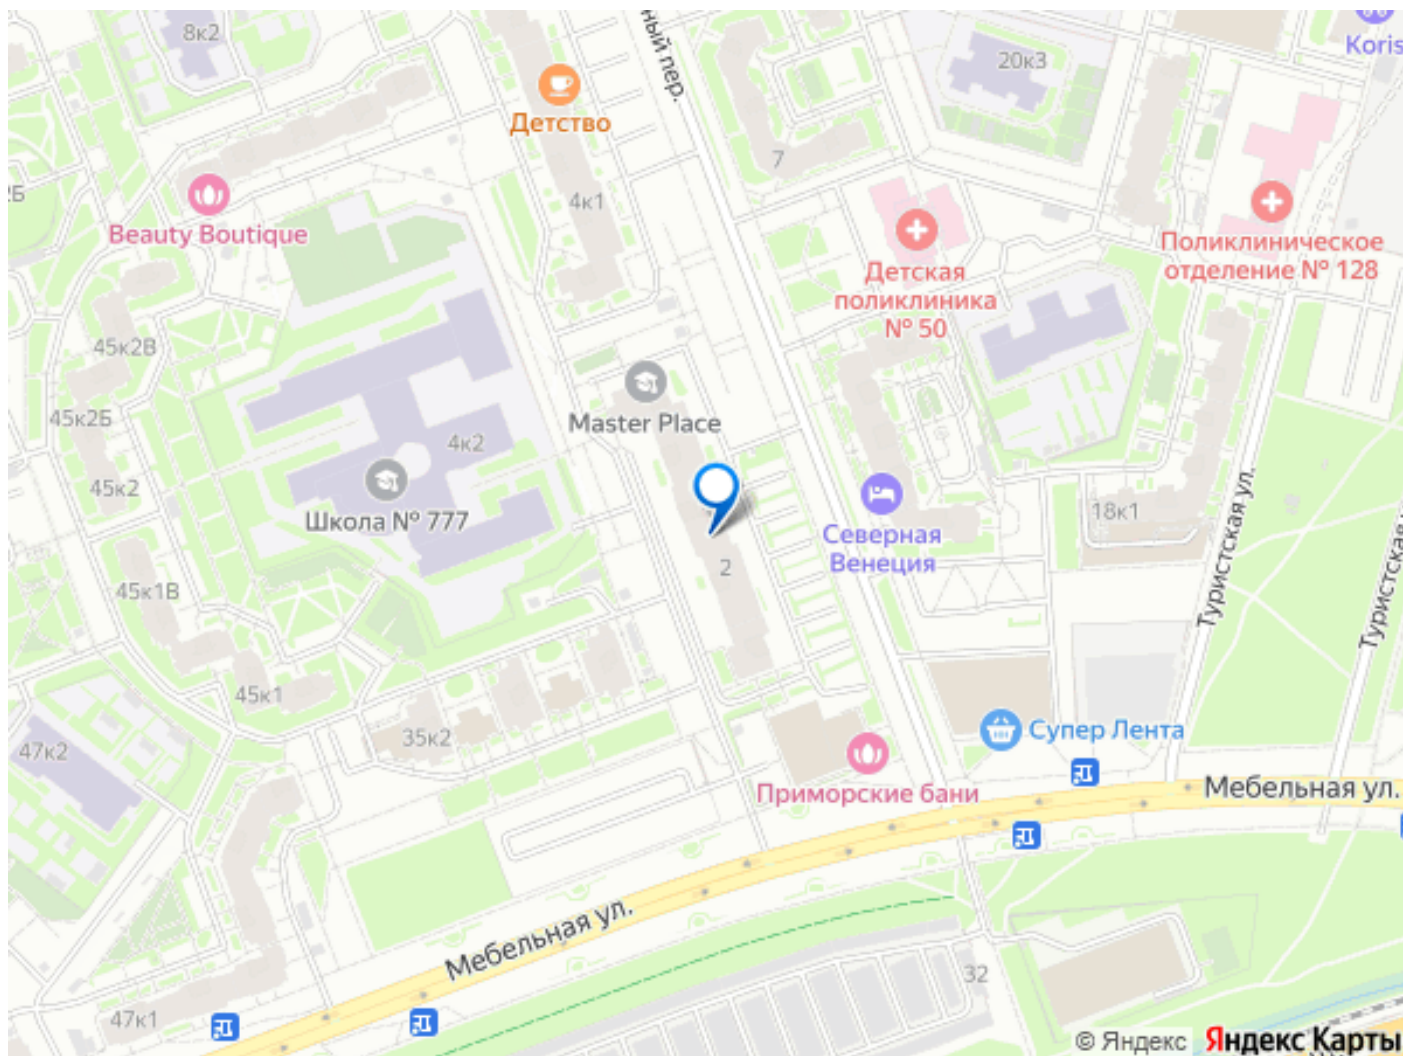 8к2
ный пер.
20к3
Koris
Детство
7
2Б
4к1
Beauty Boutique
Поликлиническое
отделение № 128
Детская
поликлиника
№ 50
45к2В
45к2Б
Master Place
4к2
45к2
Школа № 777
18к1
Северная
Венеция
Туристская ул.
Туристская
2
45к1В
45к1
35к2
47к2
Супер Лента
Приморские бани
Мебельная ул.
Мебельная ул.
32
47к1
© Яндекс Яндекс Карты